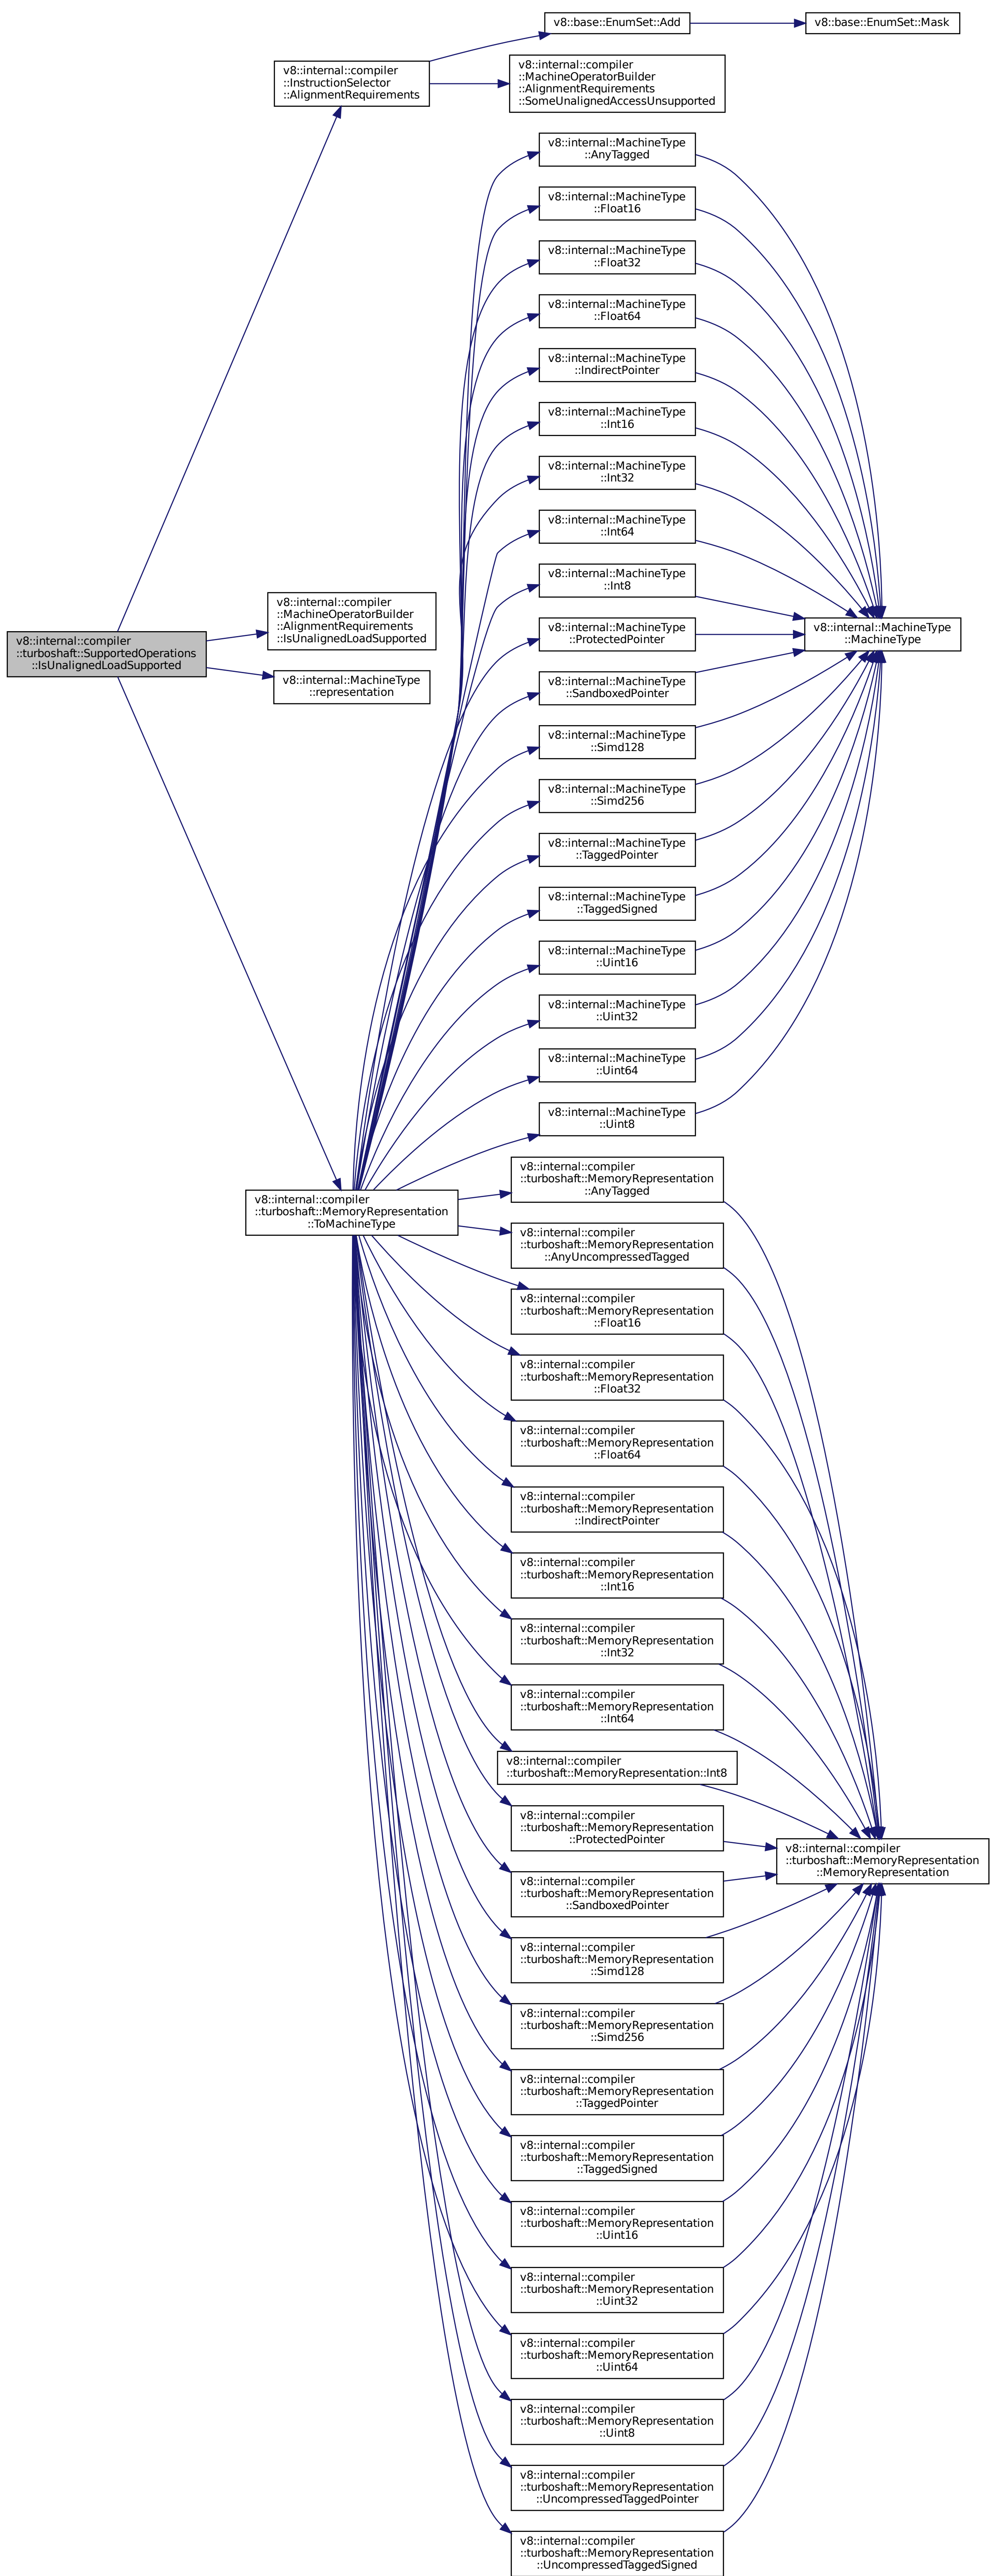 v8::base::EnumSet::Add
v8::base::EnumSet::Mask
v8::internal::compiler
::InstructionSelector
::AlignmentRequirements
v8::internal::compiler
::MachineOperatorBuilder
::AlignmentRequirements
::SomeUnalignedAccessUnsupported
v8::internal::MachineType
::AnyTagged
v8::internal::MachineType
::Float16
v8::internal::MachineType
::Float32
v8::internal::MachineType
::Float64
v8::internal::MachineType
::IndirectPointer
v8::internal::MachineType
::Int16
v8::internal::MachineType
::Int32
v8::internal::MachineType
::Int64
v8::internal::MachineType
::Int8
v8::internal::compiler
::MachineOperatorBuilder
::AlignmentRequirements
::IsUnalignedLoadSupported
v8::internal::compiler
::turboshaft::SupportedOperations
::IsUnalignedLoadSupported
v8::internal::MachineType
::representation
v8::internal::MachineType
::ProtectedPointer
v8::internal::MachineType
::MachineType
v8::internal::MachineType
::SandboxedPointer
v8::internal::MachineType
::Simd128
v8::internal::MachineType
::Simd256
v8::internal::MachineType
::TaggedPointer
v8::internal::MachineType
::TaggedSigned
v8::internal::MachineType
::Uint16
v8::internal::MachineType
::Uint32
v8::internal::MachineType
::Uint64
v8::internal::MachineType
::Uint8
v8::internal::compiler
::turboshaft::MemoryRepresentation
::ToMachineType
v8::internal::compiler
::turboshaft::MemoryRepresentation
::AnyTagged
v8::internal::compiler
::turboshaft::MemoryRepresentation
::AnyUncompressedTagged
v8::internal::compiler
::turboshaft::MemoryRepresentation
::Float16
v8::internal::compiler
::turboshaft::MemoryRepresentation
::Float32
v8::internal::compiler
::turboshaft::MemoryRepresentation
::Float64
v8::internal::compiler
::turboshaft::MemoryRepresentation
::IndirectPointer
v8::internal::compiler
::turboshaft::MemoryRepresentation
::Int16
v8::internal::compiler
::turboshaft::MemoryRepresentation
::Int32
v8::internal::compiler
::turboshaft::MemoryRepresentation
::Int64
v8::internal::compiler
::turboshaft::MemoryRepresentation::Int8
v8::internal::compiler
::turboshaft::MemoryRepresentation
::ProtectedPointer
v8::internal::compiler
::turboshaft::MemoryRepresentation
::MemoryRepresentation
v8::internal::compiler
::turboshaft::MemoryRepresentation
::SandboxedPointer
v8::internal::compiler
::turboshaft::MemoryRepresentation
::Simd128
v8::internal::compiler
::turboshaft::MemoryRepresentation
::Simd256
v8::internal::compiler
::turboshaft::MemoryRepresentation
::TaggedPointer
v8::internal::compiler
::turboshaft::MemoryRepresentation
::TaggedSigned
v8::internal::compiler
::turboshaft::MemoryRepresentation
::Uint16
v8::internal::compiler
::turboshaft::MemoryRepresentation
::Uint32
v8::internal::compiler
::turboshaft::MemoryRepresentation
::Uint64
v8::internal::compiler
::turboshaft::MemoryRepresentation
::Uint8
v8::internal::compiler
::turboshaft::MemoryRepresentation
::UncompressedTaggedPointer
v8::internal::compiler
::turboshaft::MemoryRepresentation
::UncompressedTaggedSigned